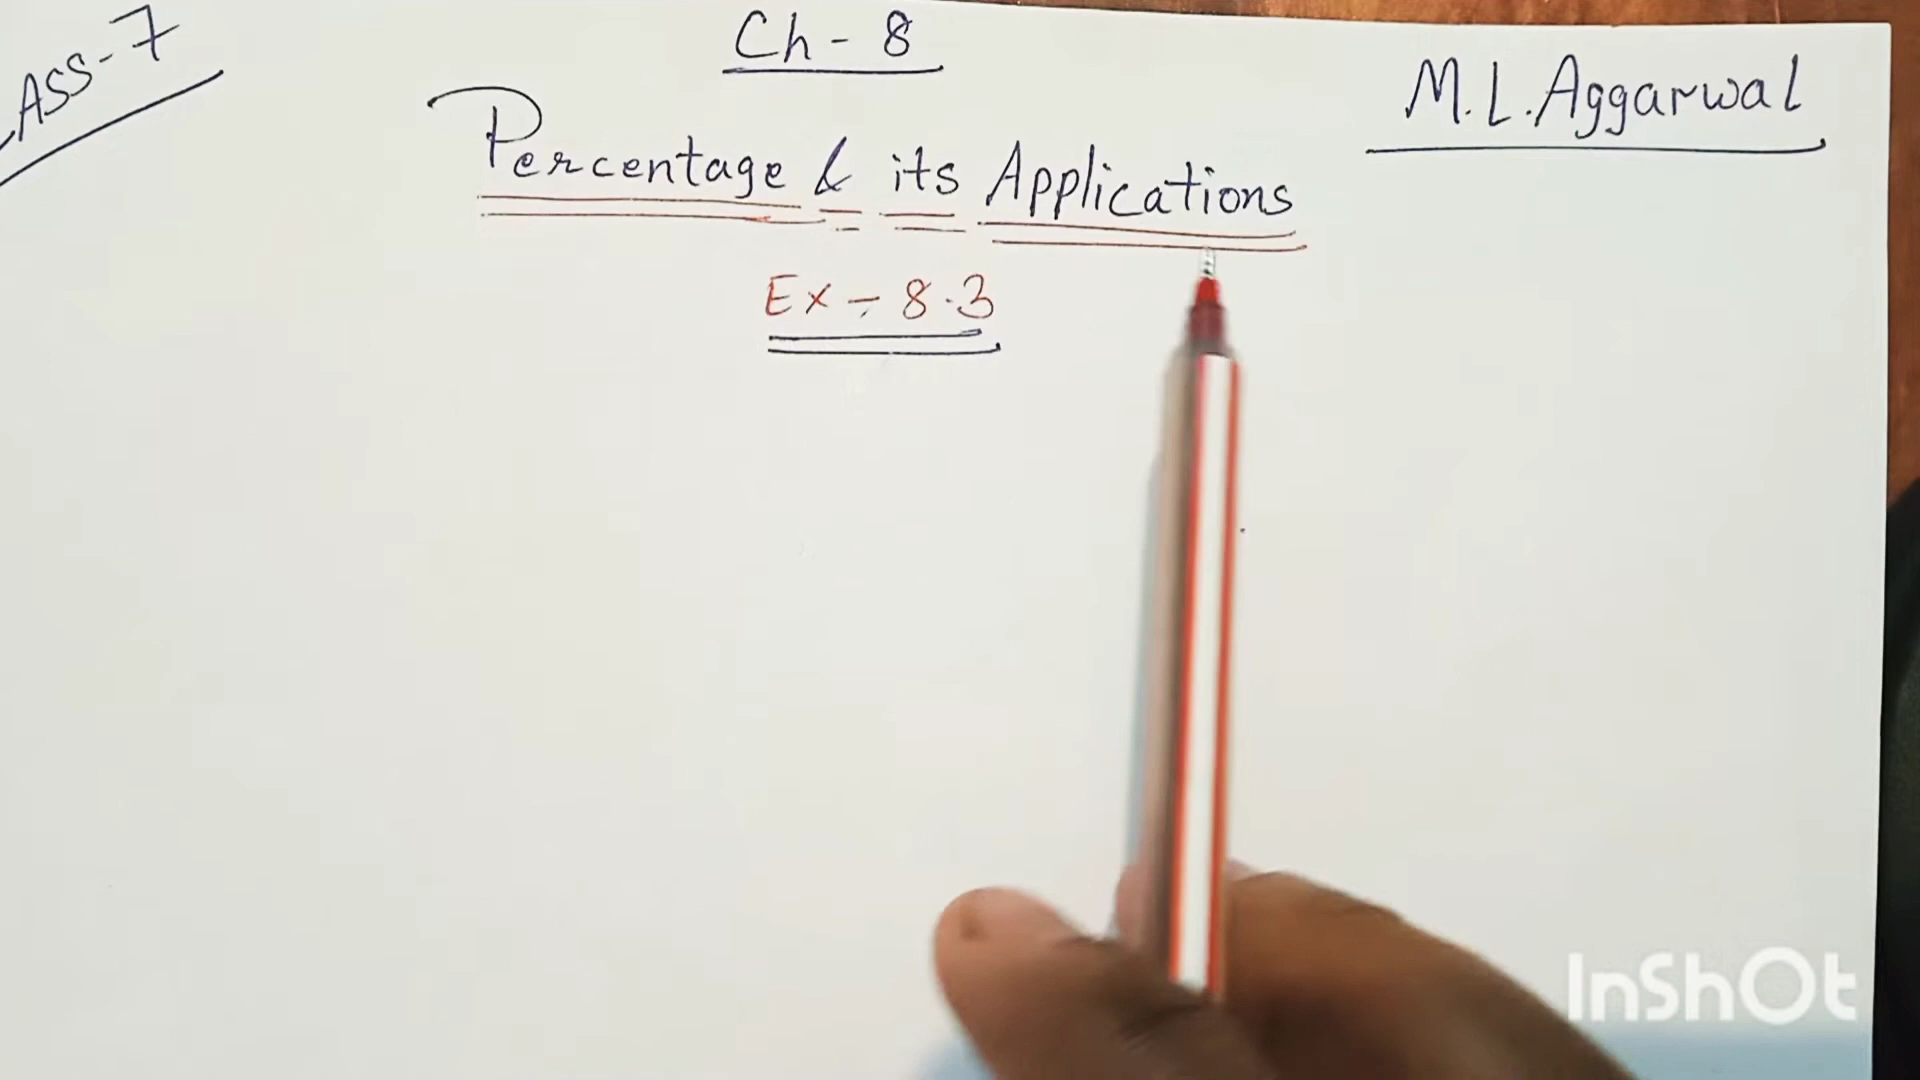 Ch - 8
ASS-7
M.L.Aggarwal
Percentage & its Applications
Ex - 8.3
InShOt